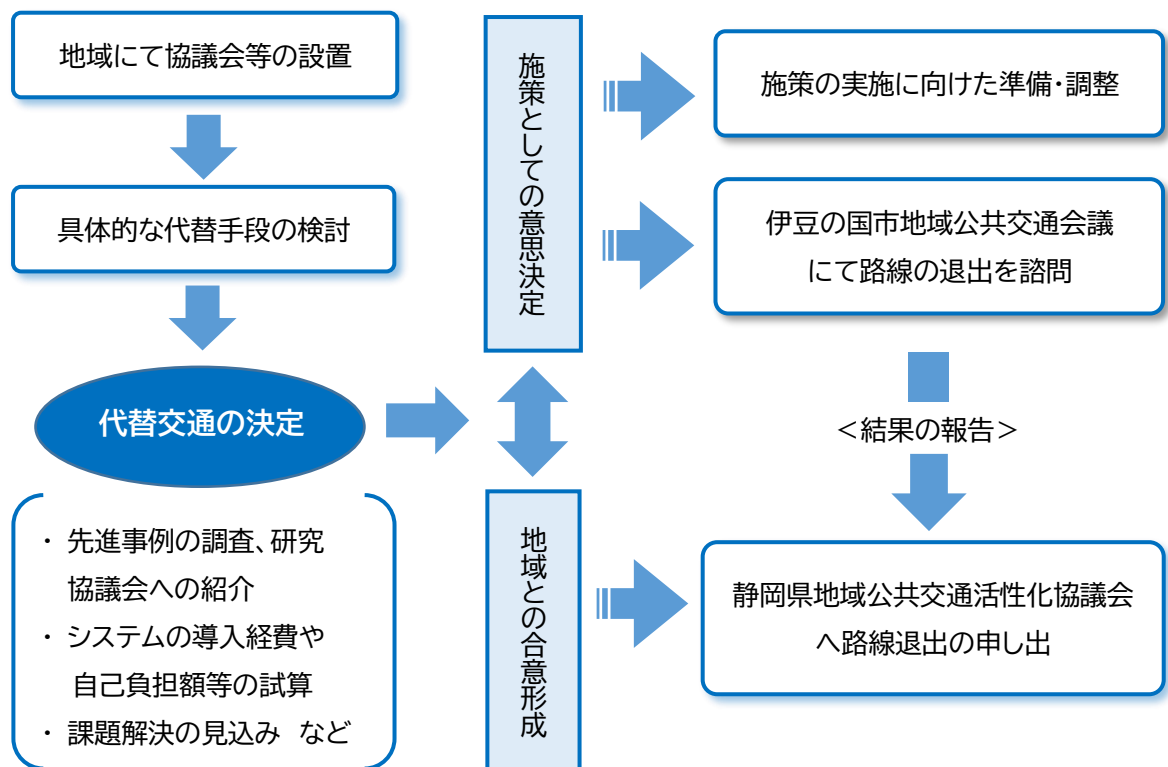 地域にて協議会等の設置
具体的な代替手段の検討
代替交通の決定
・ 先進事例の調査、研究
協議会への紹介
・ システムの導入経費や
自己負担額等の試算
・ 課題解決の見込み など
施策としての意思決定
地域との合意形成
施策の実施に向けた準備・調整
伊豆の国市地域公共交通会議
にて路線の退出を諮問
＜結果の報告＞
静岡県地域公共交通活性化協議会
へ路線退出の申し出